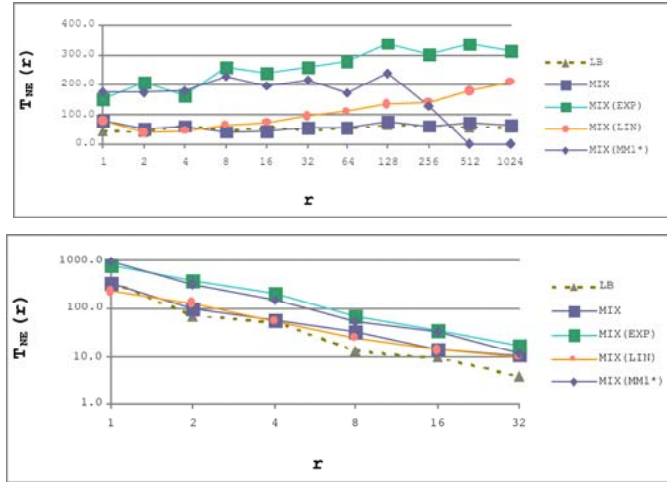 T_NE (r)
400.0
300.0
200.0
100.0
0.0
1 2 4 8 16 32 64 128 256 512 1024
r
LB
MIX
MIX(EXP)
MIX(LIN)
MIX(MM1*)
T_NE (r)
1000.0
100.0
10.0
1.0
1 2 4 8 16 32
r
LB
MIX
MIX(EXP)
MIX(LIN)
MIX(MM1*)